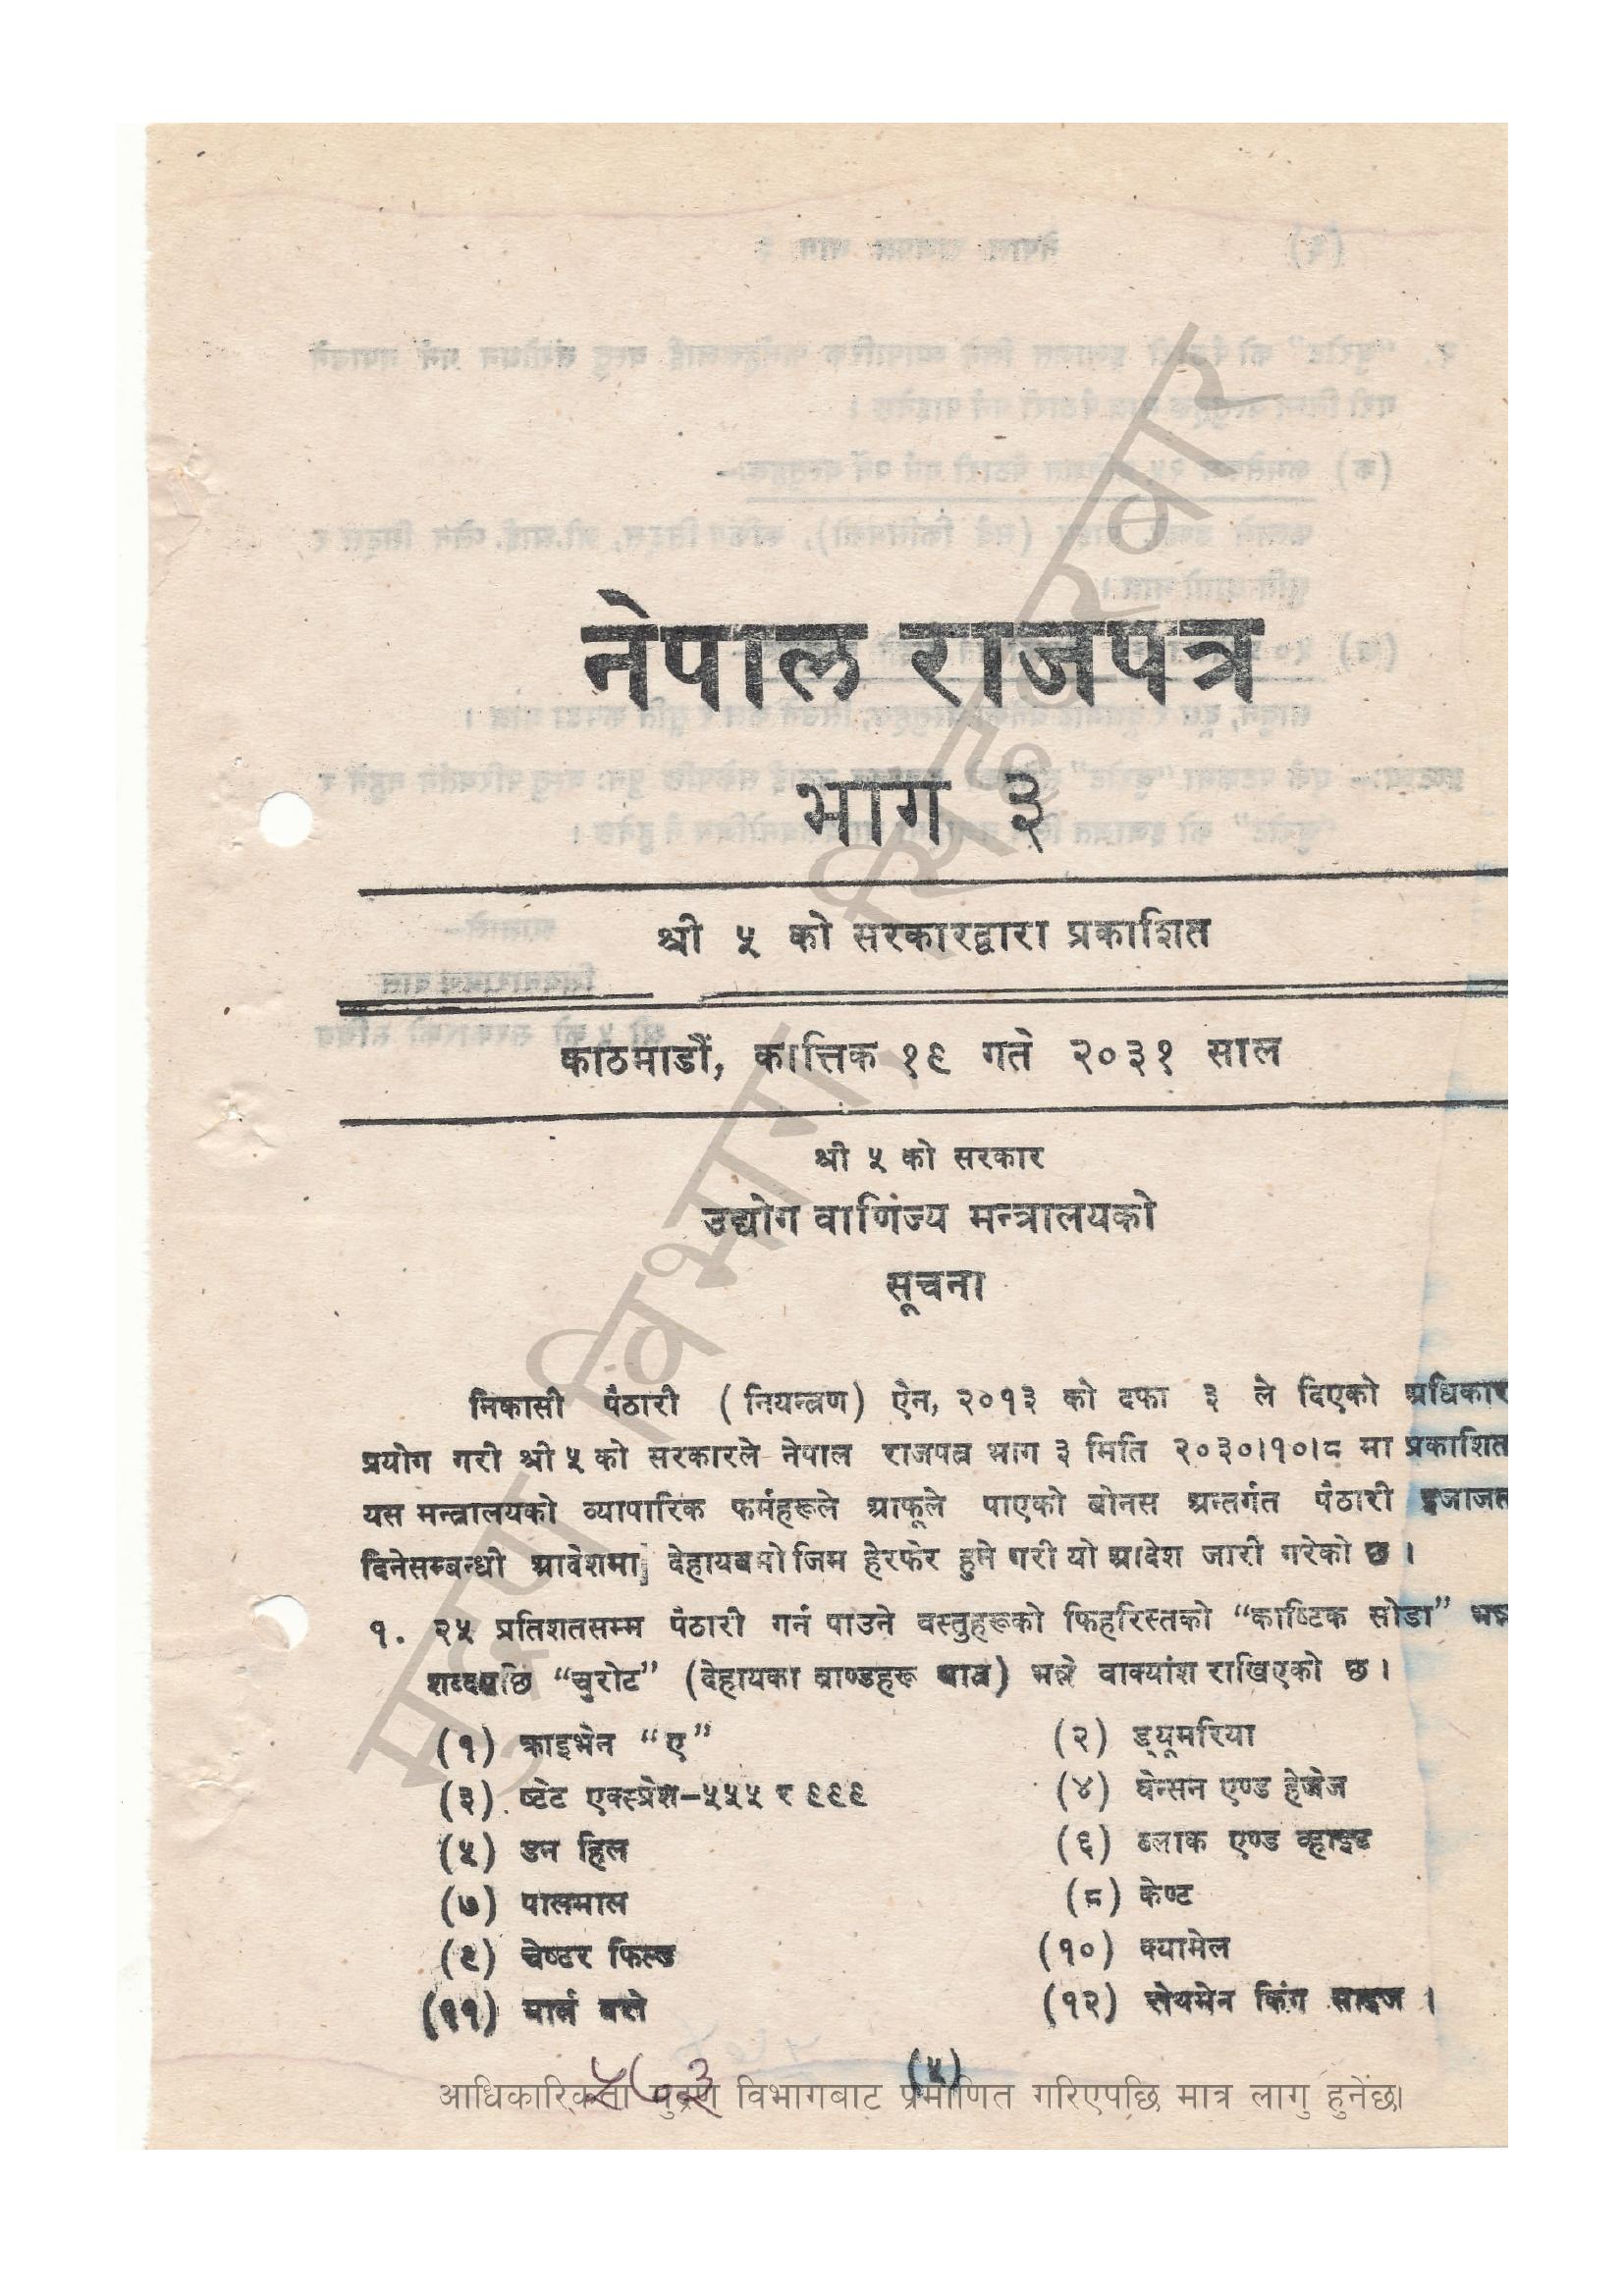 नेपाल राजपत्र
भाग ३
श्री ५ को सरकारद्वारा प्रकाशित
काठमाडौं, कात्तिक १९ गते २०३१ साल
श्री ५ को सरकार
उद्योग वाणिज्य मन्त्रालयको
सूचना
निकासी पैठारी (नियन्त्रण) ऐन, २०१३ को दफा ३ ले दिएको अधिकार
प्रयोग गरी श्री ५ को सरकारले नेपाल राजपत्र भाग ३ मिति २०३०।१०।८ मा प्रकाशित
यस मन्त्रालयको व्यापारिक फर्महरूले आफूले पाएको बोनस अन्तर्गत पैठारी इजाजत
दिनेसम्बन्धी आदेशमा देहायबमोजिम हेरफेर हुने गरी यो आदेश जारी गरेको छ ।
१. २५ प्रतिशतसम्म पैठारी गर्न पाउने वस्तुहरूको फिहरिस्तको "काष्टिक सोडा" भन्ने
शब्दपछि "चुरोट" (देहायका ब्राण्डहरू मात्र) भन्ने वाक्यांश राखिएको छ ।
(१) क्राइभेन "ए"
(२) ड्यूमरिया
(३) ष्टेट एक्स्प्रेश-५५५ र ९९९
(४) बेन्सन एण्ड हेजेज
(५) डन हिल
(६) ब्लाक एण्ड व्हाइट
(७) पालमाल
(८) केण्ट
(९) चेष्टर फिल्ड
(१०) क्यामेल
(११) मार्ल बरो
(१२) स्तेयमेन किंग साइज ।
(५)
मुद्रण विभाग, सिंहदरवार
आधिकारिकता मुद्रण विभागबाट प्रमाणित गरिएपछि मात्र लागु हुनेछ।